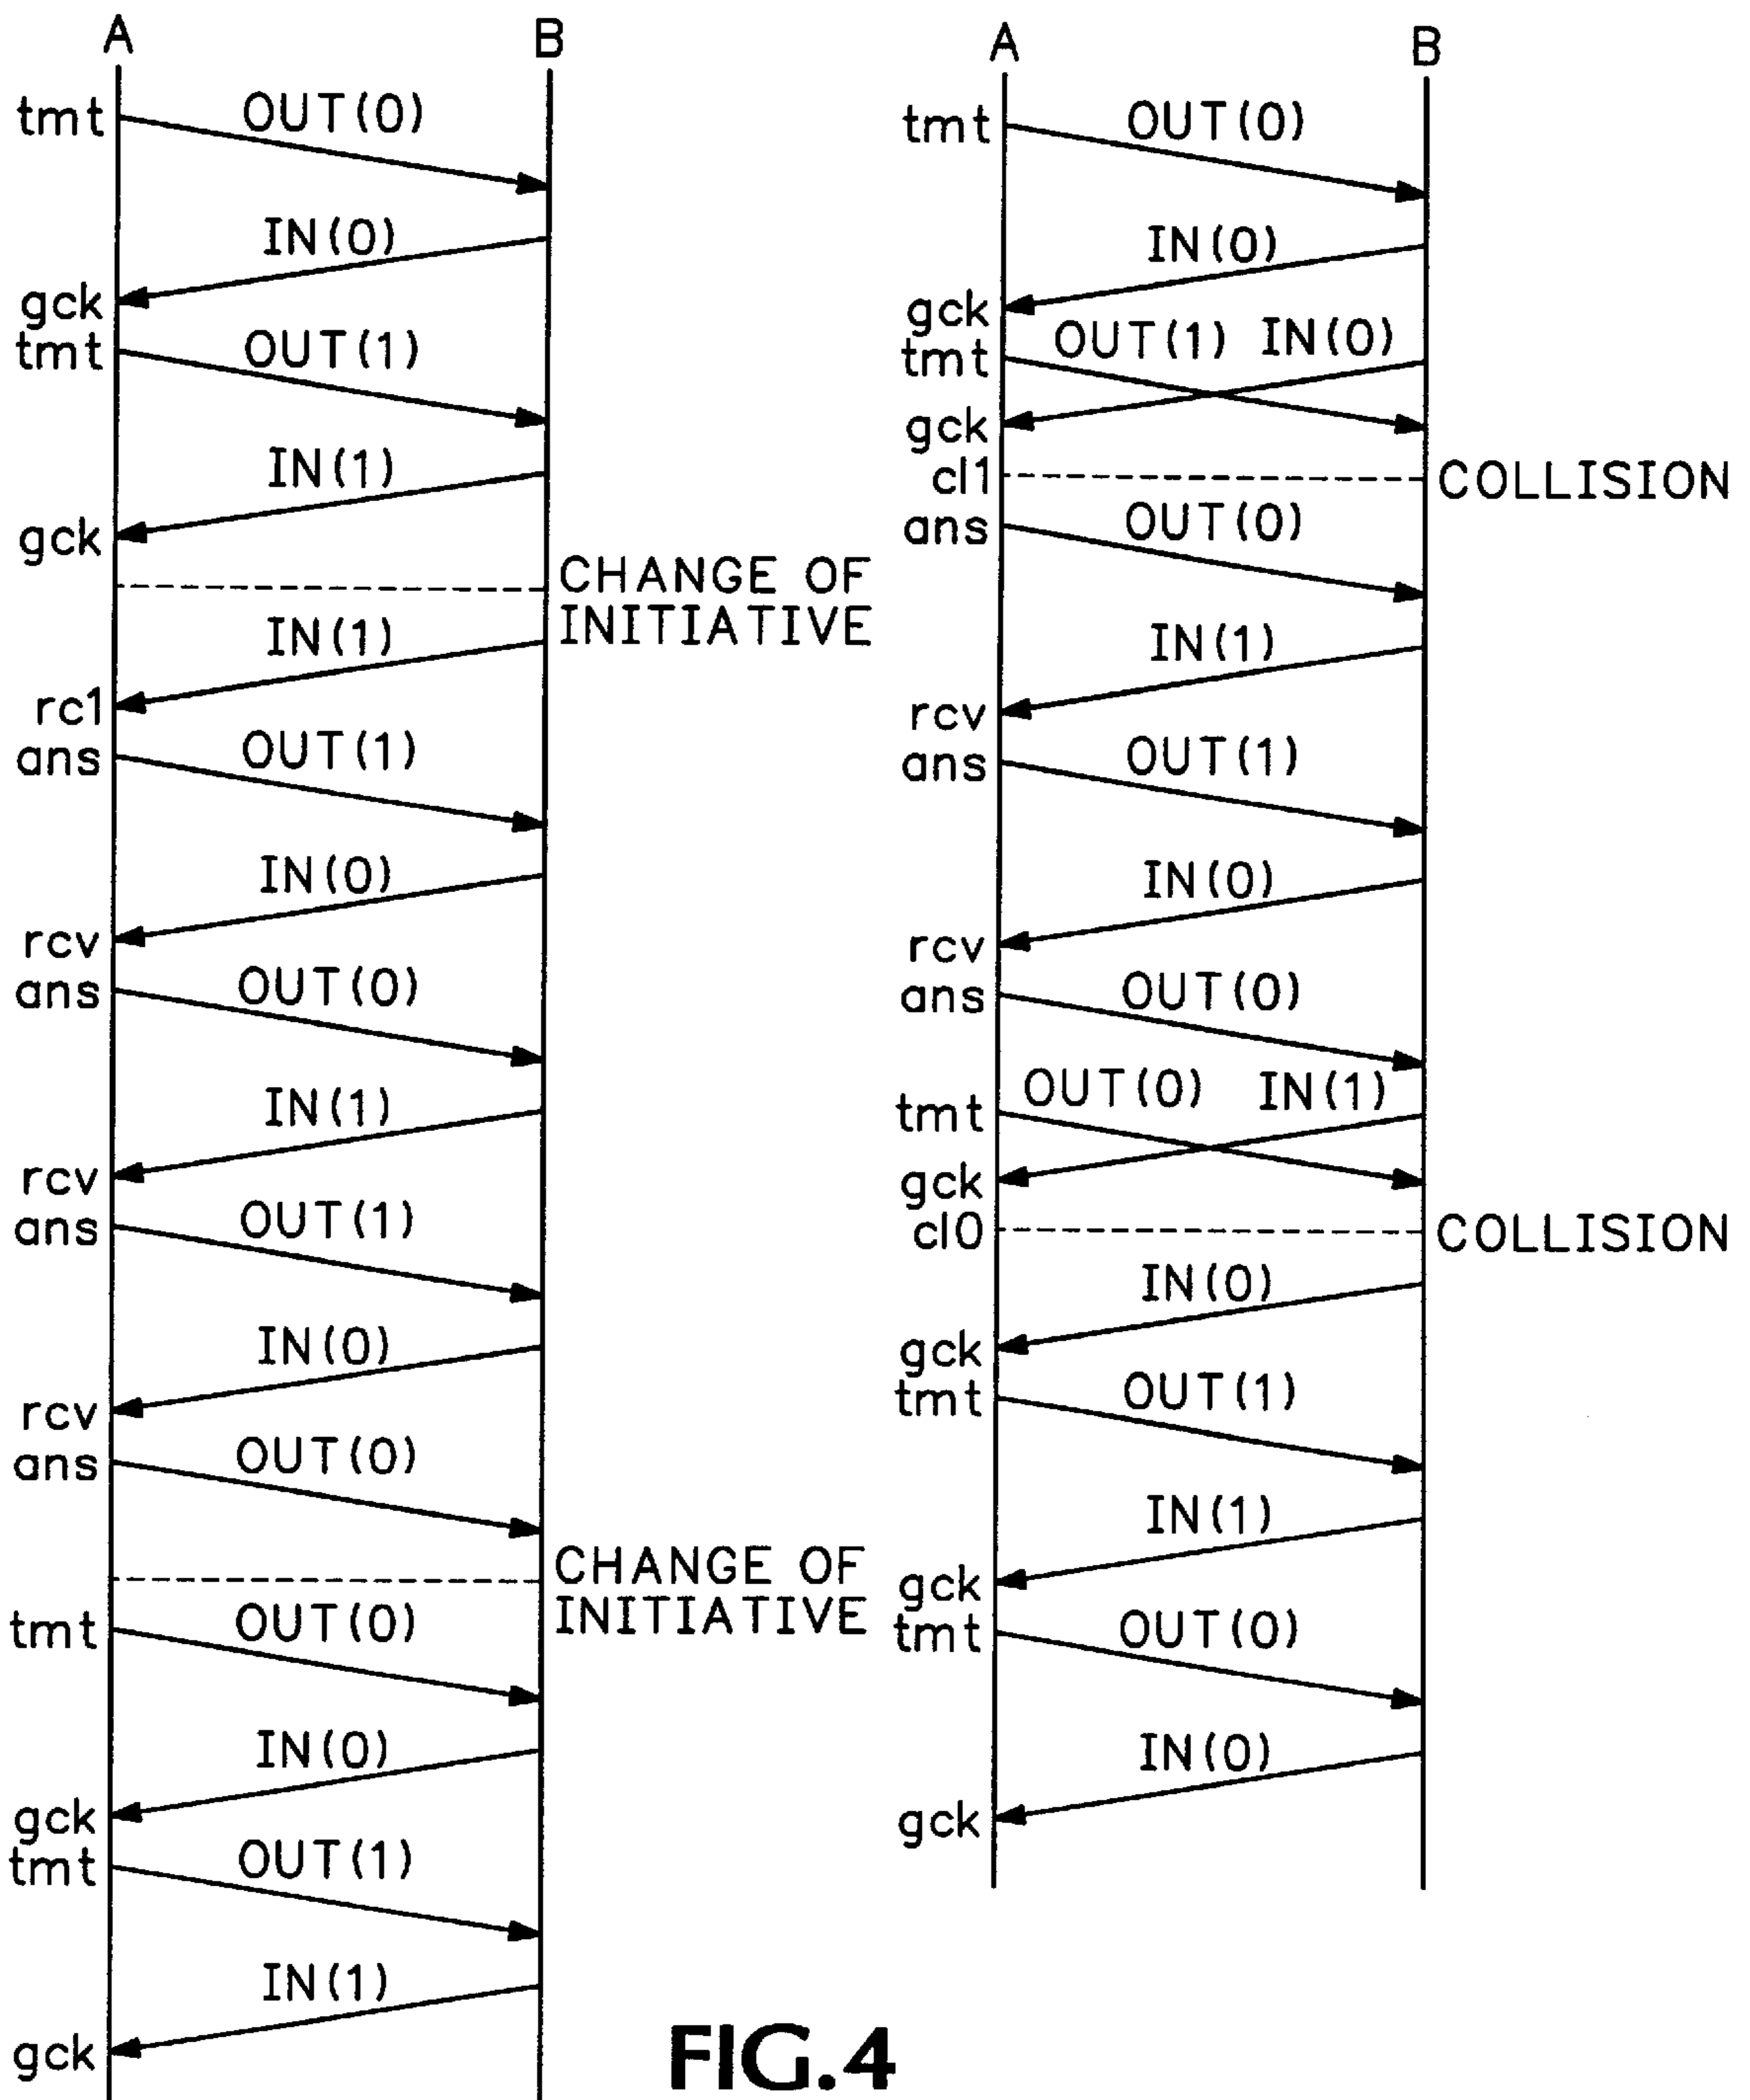 A
B
tmt
OUT(0)
IN(0)
gck
tmt
OUT(1)
IN(1)
gck
CHANGE OF
INITIATIVE
IN(1)
rc1
ans
OUT(1)
IN(0)
rcv
ans
OUT(0)
IN(1)
rcv
ans
OUT(1)
IN(0)
rcv
ans
OUT(0)
CHANGE OF
INITIATIVE
tmt
OUT(0)
IN(0)
gck
tmt
OUT(1)
IN(1)
gck
A
B
tmt
OUT(0)
IN(0)
gck
tmt
OUT(1) IN(0)
gck
cl1
COLLISION
ans
OUT(0)
IN(1)
rcv
ans
OUT(1)
IN(0)
rcv
ans
OUT(0)
tmt
OUT(0) IN(1)
gck
cl0
COLLISION
IN(0)
gck
tmt
OUT(1)
IN(1)
gck
tmt
OUT(0)
IN(0)
gck
FIG.4